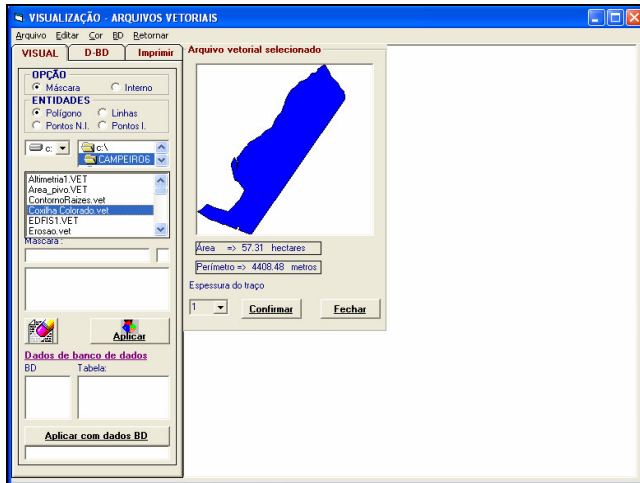 VISUALIZAÇÃO - ARQUIVOS VETORIAIS
Arquivo Editar Cor BD Retornar
VISUAL D-BD Imprimir
OPÇÃO
Máscara Interno
ENTIDADES
Polígono Linhas
Pontos N.I. Pontos I.
c: c:\
CAMPEIRO6
Altimetria1.VET
Area_pivo.VET
ContornoRaizes.vet
Coxilha Colorado.vet
EDFIS1.VET
Erosao.vet
Máscara :
Aplicar
Dados de banco de dados
BD Tabela:
Aplicar com dados BD
Arquivo vetorial selecionado
Área => 57.31 hectares
Perímetro => 4408.48 metros
Espessura do traço
1 Confirmar Fechar